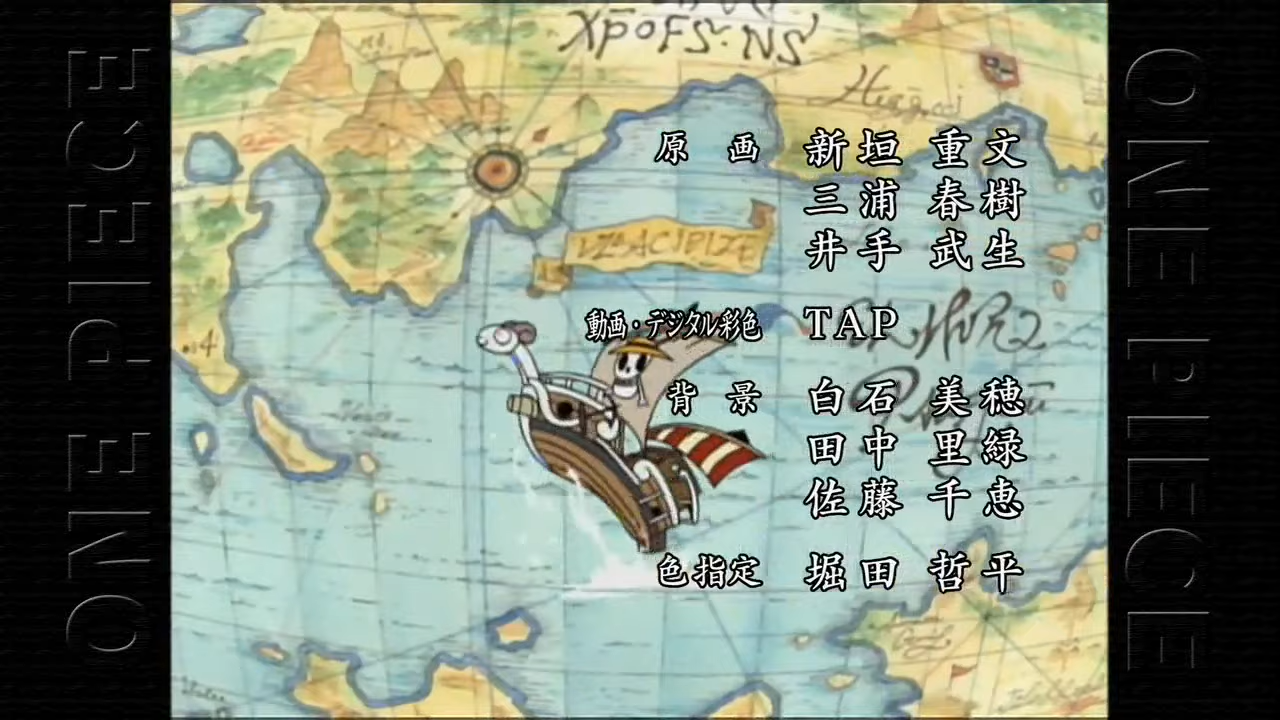 ONE PIECE
ONE PIECE
原 画 新垣 重文
三浦 春樹
井手 武生
動画・デジタル彩色 TAP
背 景 白石 美穂
田中 里緑
佐藤 千恵
色指定 堀田 哲平